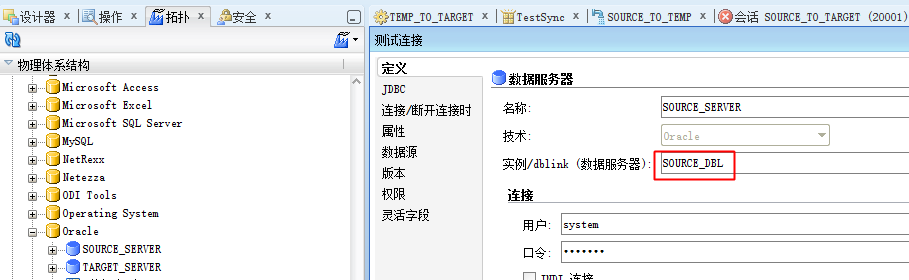 设计器 操作 拓扑 安全
物理体系结构
Microsoft Access
Microsoft Excel
Microsoft SQL Server
MySQL
NetRexx
Netezza
ODI Tools
Operating System
Oracle
SOURCE_SERVER
TARGET_SERVER
TEMP_TO_TARGET TestSync SOURCE_TO_TEMP 会话 SOURCE_TO_TARGET (20001)
测试连接
定义
JDBC
连接/断开连接时
属性
数据源
版本
权限
灵活字段
数据服务器
名称: SOURCE_SERVER
技术: Oracle
实例/dblink (数据服务器): SOURCE_DBL
连接
用户: system
口令: •••••••
JNDI 连接